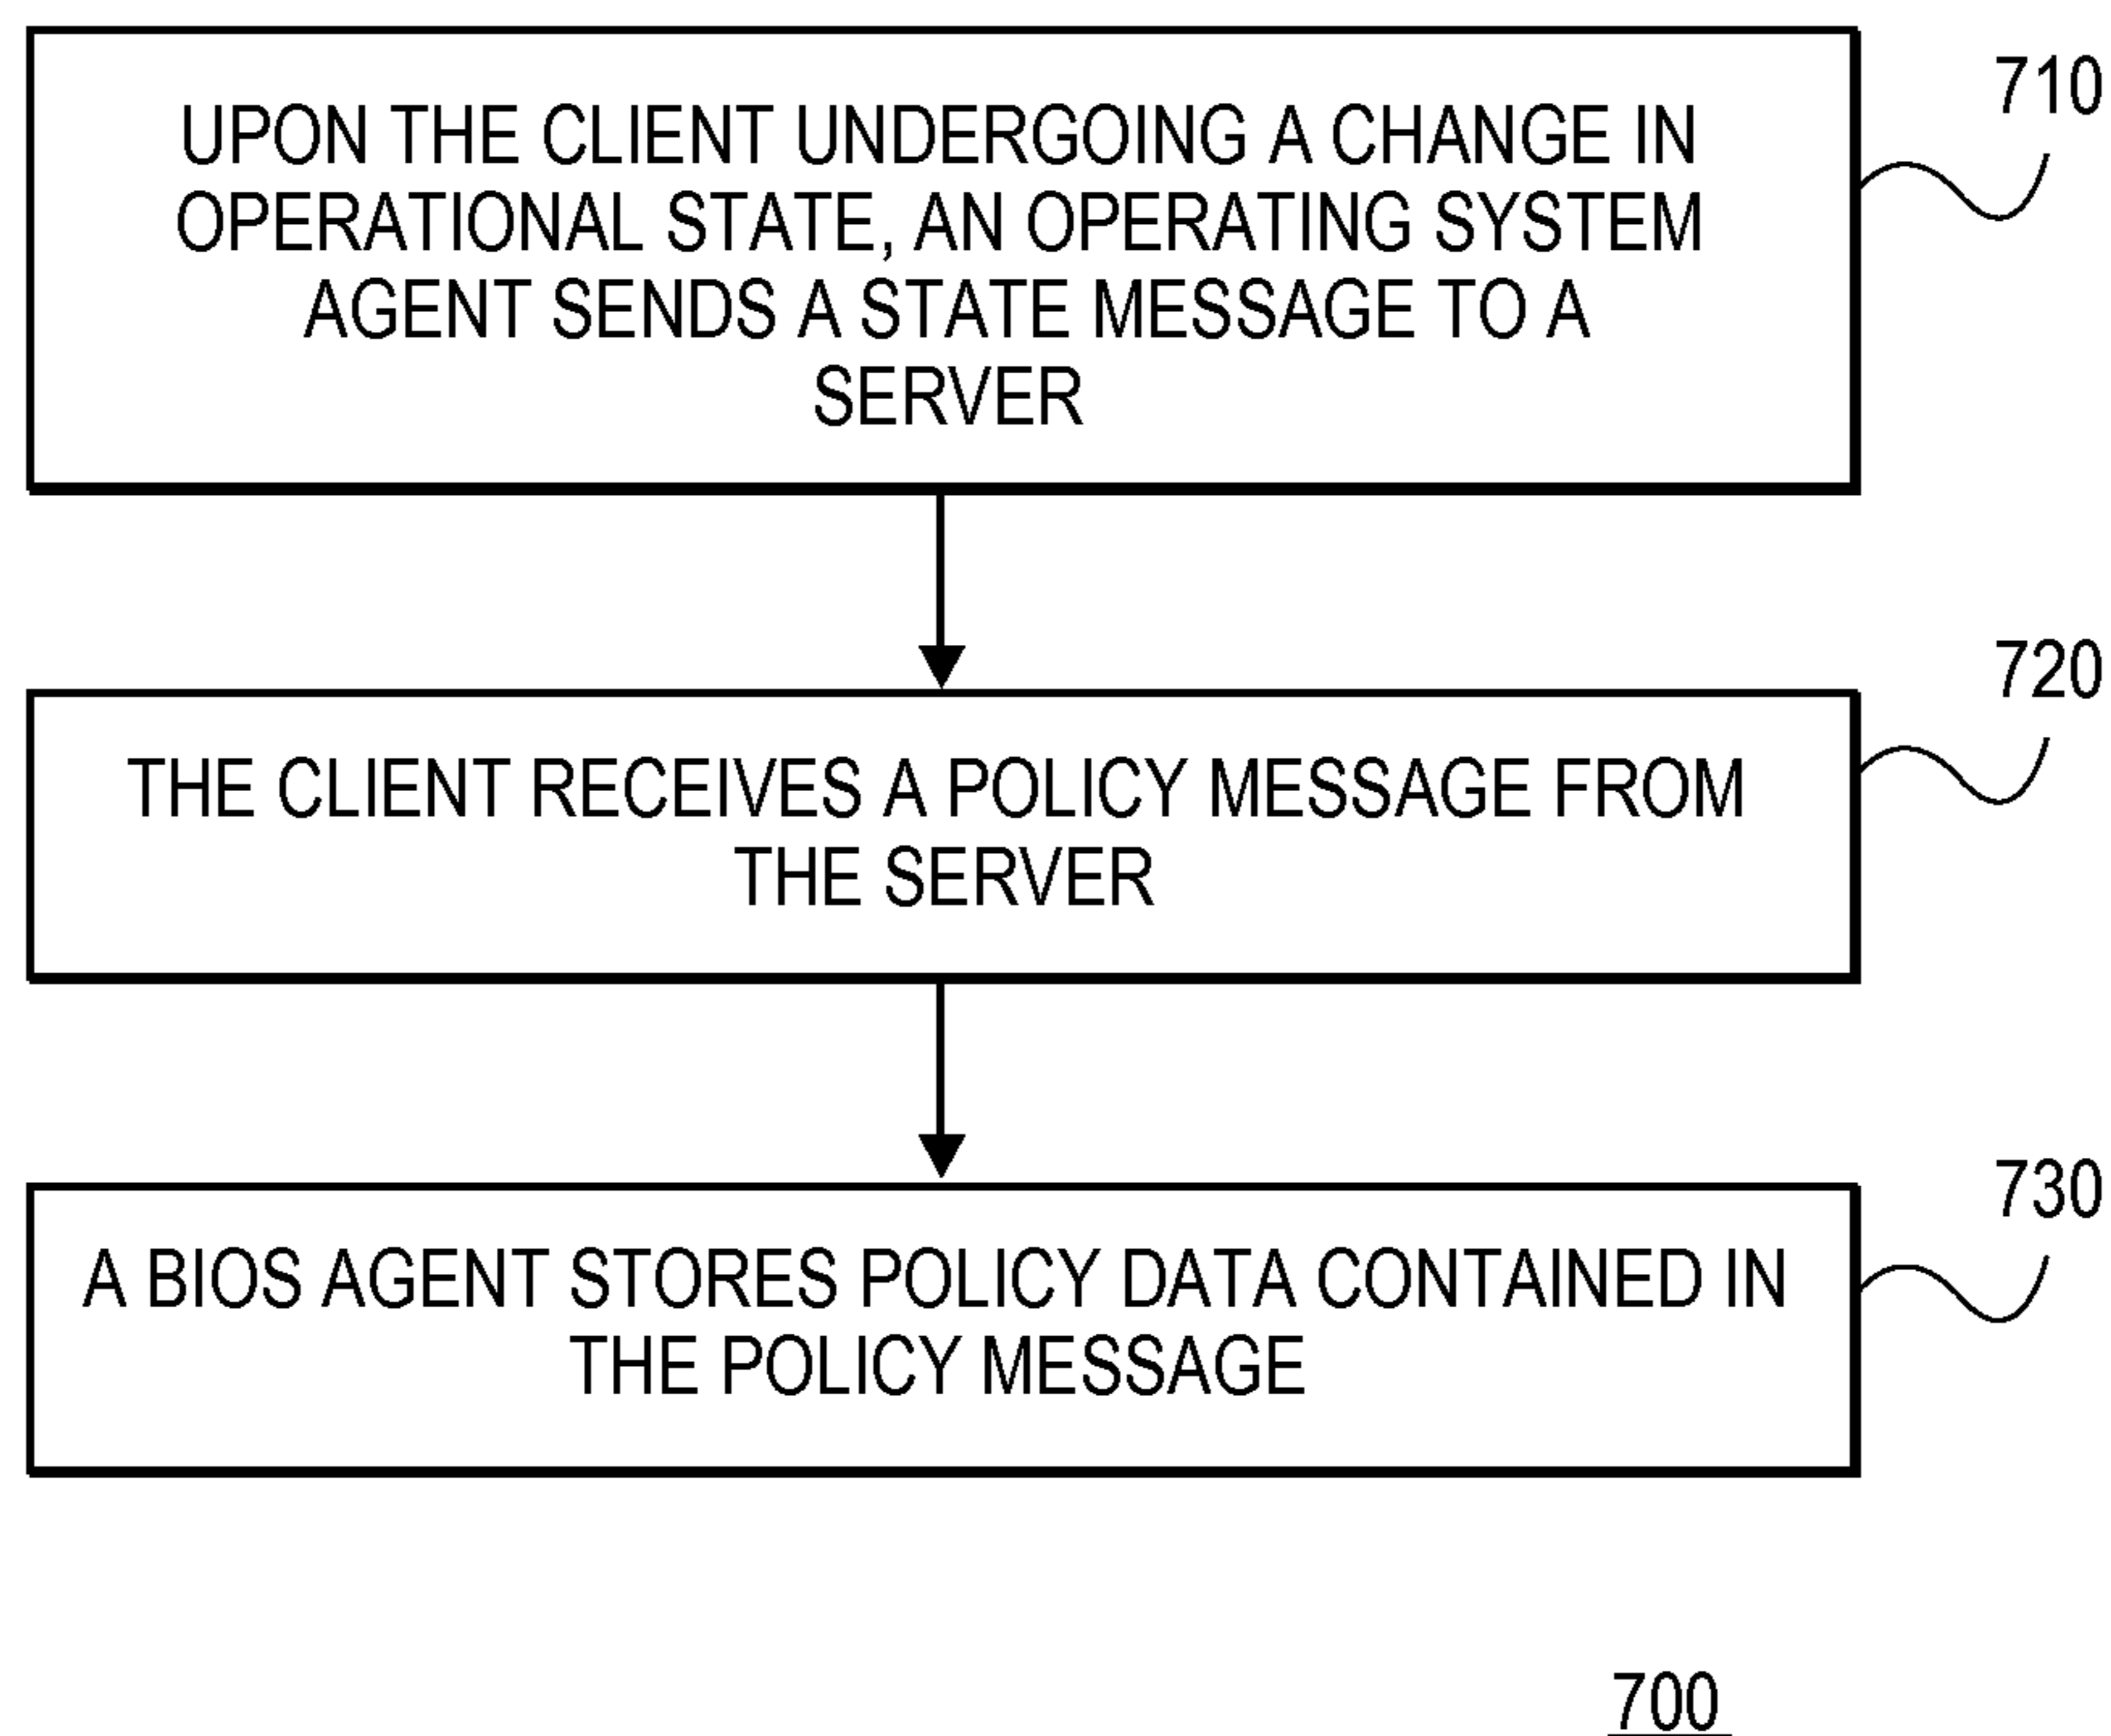 710
UPON THE CLIENT UNDERGOING A CHANGE IN
OPERATIONAL STATE, AN OPERATING SYSTEM
AGENT SENDS A STATE MESSAGE TO A
SERVER
720
THE CLIENT RECEIVES A POLICY MESSAGE FROM
THE SERVER
730
A BIOS AGENT STORES POLICY DATA CONTAINED IN
THE POLICY MESSAGE
700